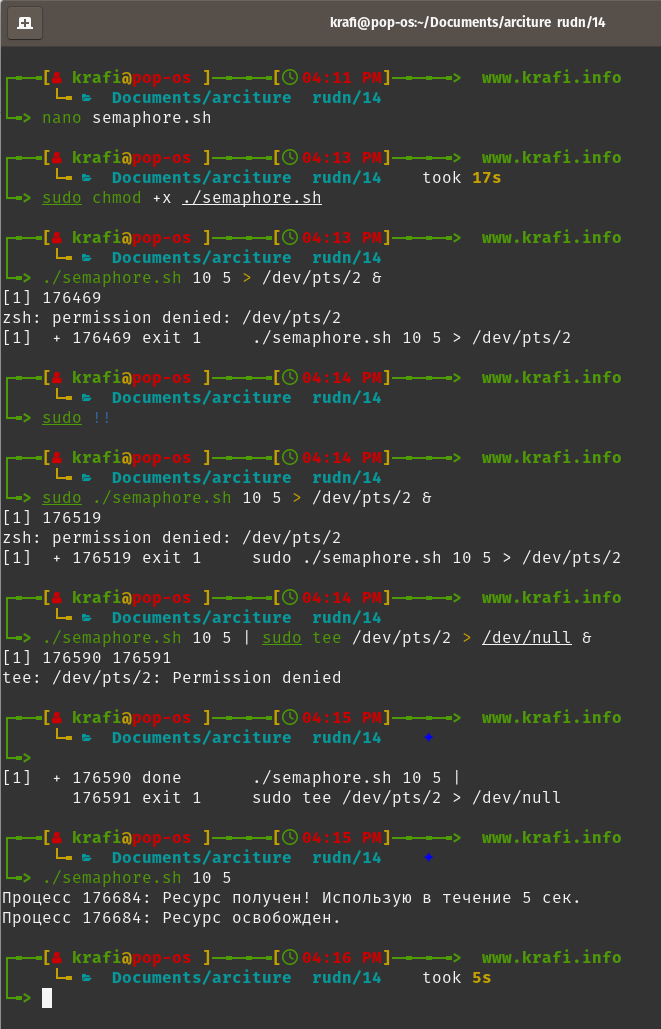 krafi@pop-os:~/Documents/arciture rudn/14
[ krafi@pop-os ]——[ 04:11 PM]——> www.krafi.info
Documents/arciture rudn/14
> nano semaphore.sh
[ krafi@pop-os ]——[ 04:13 PM]——> www.krafi.info
Documents/arciture rudn/14 took 17s
> sudo chmod +x ./semaphore.sh
[ krafi@pop-os ]——[ 04:13 PM]——> www.krafi.info
Documents/arciture rudn/14
> ./semaphore.sh 10 5 > /dev/pts/2 &
[1] 176469
zsh: permission denied: /dev/pts/2
[1] + 176469 exit 1 ./semaphore.sh 10 5 > /dev/pts/2
[ krafi@pop-os ]——[ 04:14 PM]——> www.krafi.info
Documents/arciture rudn/14
> sudo !!
[ krafi@pop-os ]——[ 04:14 PM]——> www.krafi.info
Documents/arciture rudn/14
> sudo ./semaphore.sh 10 5 > /dev/pts/2 &
[1] 176519
zsh: permission denied: /dev/pts/2
[1] + 176519 exit 1 sudo ./semaphore.sh 10 5 > /dev/pts/2
[ krafi@pop-os ]——[ 04:14 PM]——> www.krafi.info
Documents/arciture rudn/14
> ./semaphore.sh 10 5 | sudo tee /dev/pts/2 > /dev/null &
[1] 176590 176591
tee: /dev/pts/2: Permission denied
[ krafi@pop-os ]——[ 04:15 PM]——> www.krafi.info
Documents/arciture rudn/14 ✦
>
[1] + 176590 done ./semaphore.sh 10 5 |
176591 exit 1 sudo tee /dev/pts/2 > /dev/null
[ krafi@pop-os ]——[ 04:15 PM]——> www.krafi.info
Documents/arciture rudn/14 ✦
> ./semaphore.sh 10 5
Процесс 176684: Ресурс получен! Использую в течение 5 сек.
Процесс 176684: Ресурс освобожден.
[ krafi@pop-os ]——[ 04:16 PM]——> www.krafi.info
Documents/arciture rudn/14 took 5s
>